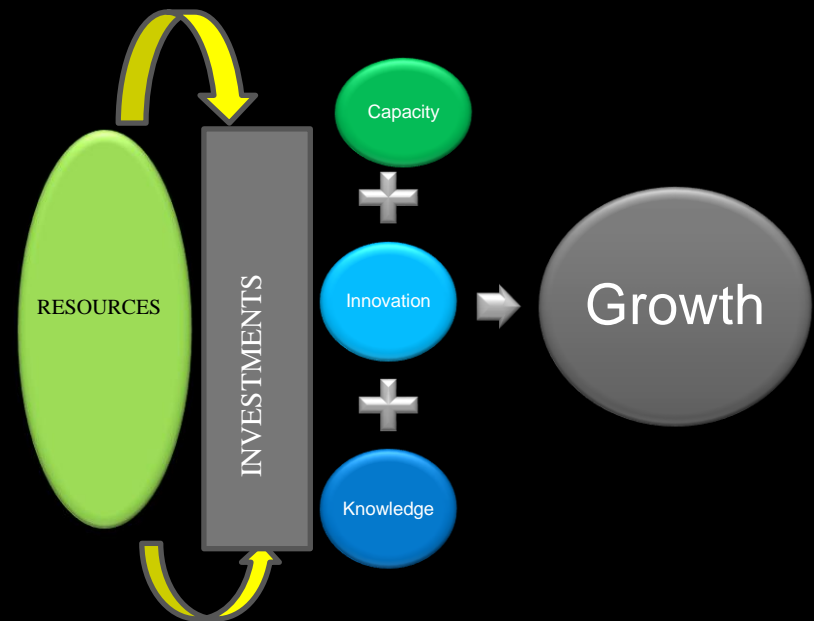 RESOURCES
INVESTMENTS
Capacity
Innovation
Knowledge
Growth